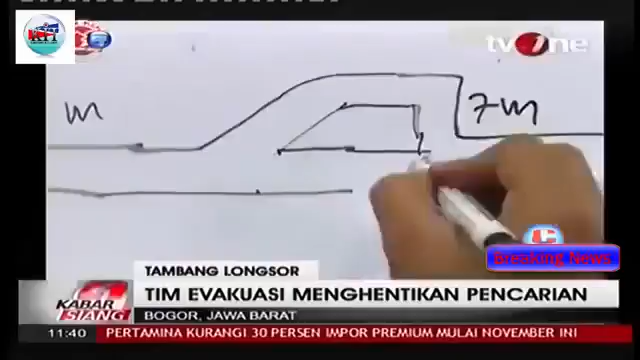 tvOne
m
7m
Breaking News
TAMBANG LONGSOR
TIM EVAKUASI MENGHENTIKAN PENCARIAN
KABAR
SIANG
BOGOR, JAWA BARAT
11:40 PERTAMINA KURANGI 30 PERSEN IMPOR PREMIUM MULAI NOVEMBER INI